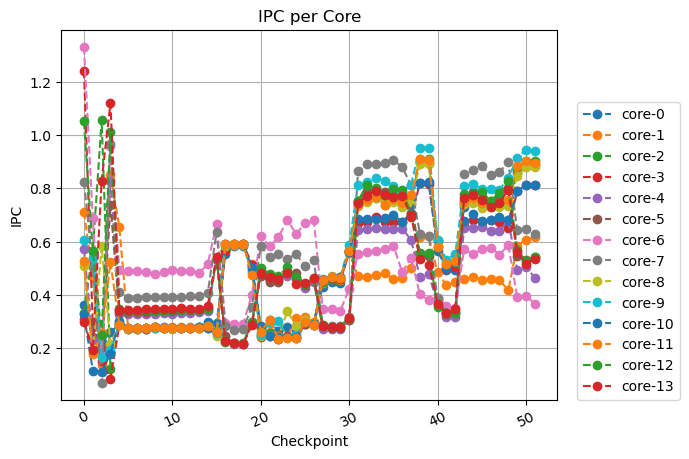 IPC per Core
IPC
1.2
1.0
0.8
0.6
0.4
0.2
0
10
20
30
40
50
Checkpoint
core-0
core-1
core-2
core-3
core-4
core-5
core-6
core-7
core-8
core-9
core-10
core-11
core-12
core-13